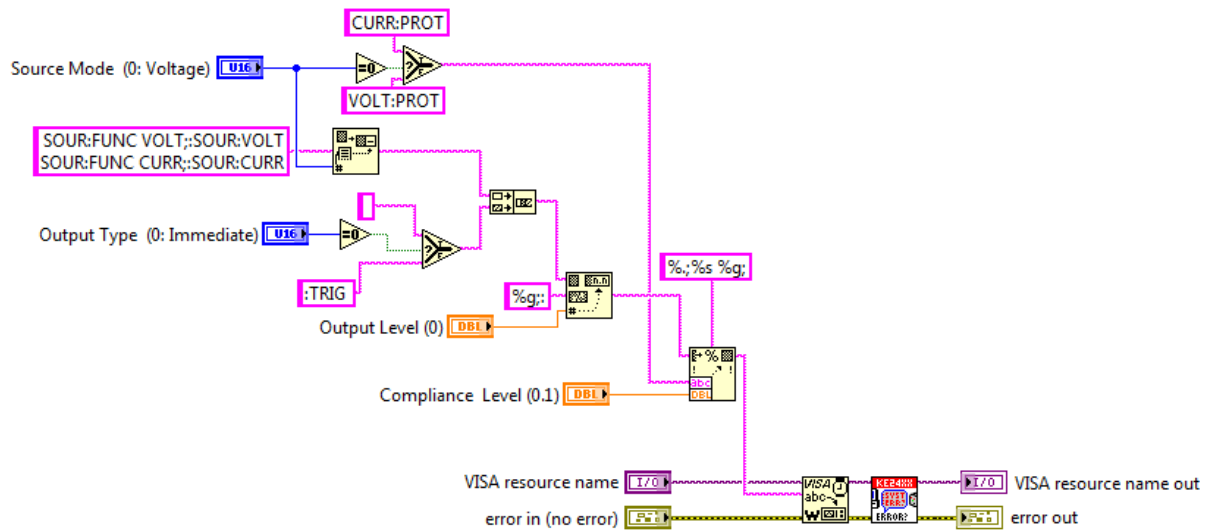 CURR:PROT
Source Mode (0: Voltage)
U16
=0
?
T
F
VOLT:PROT
SOUR:FUNC VOLT;:SOUR:VOLT
SOUR:FUNC CURR;:SOUR:CURR
#
Output Type (0: Immediate)
U16
=0
?
T
F
:TRIG
%.;%s %g;
%g;:
n.n
#
Output Level (0)
DBL
%
abc
DBL
Compliance Level (0.1)
DBL
VISA resource name
I/O
VISA
abc
W
KE24XX
SYST
ERR?
ERROR?
I/O
VISA resource name out
error in (no error)
error out